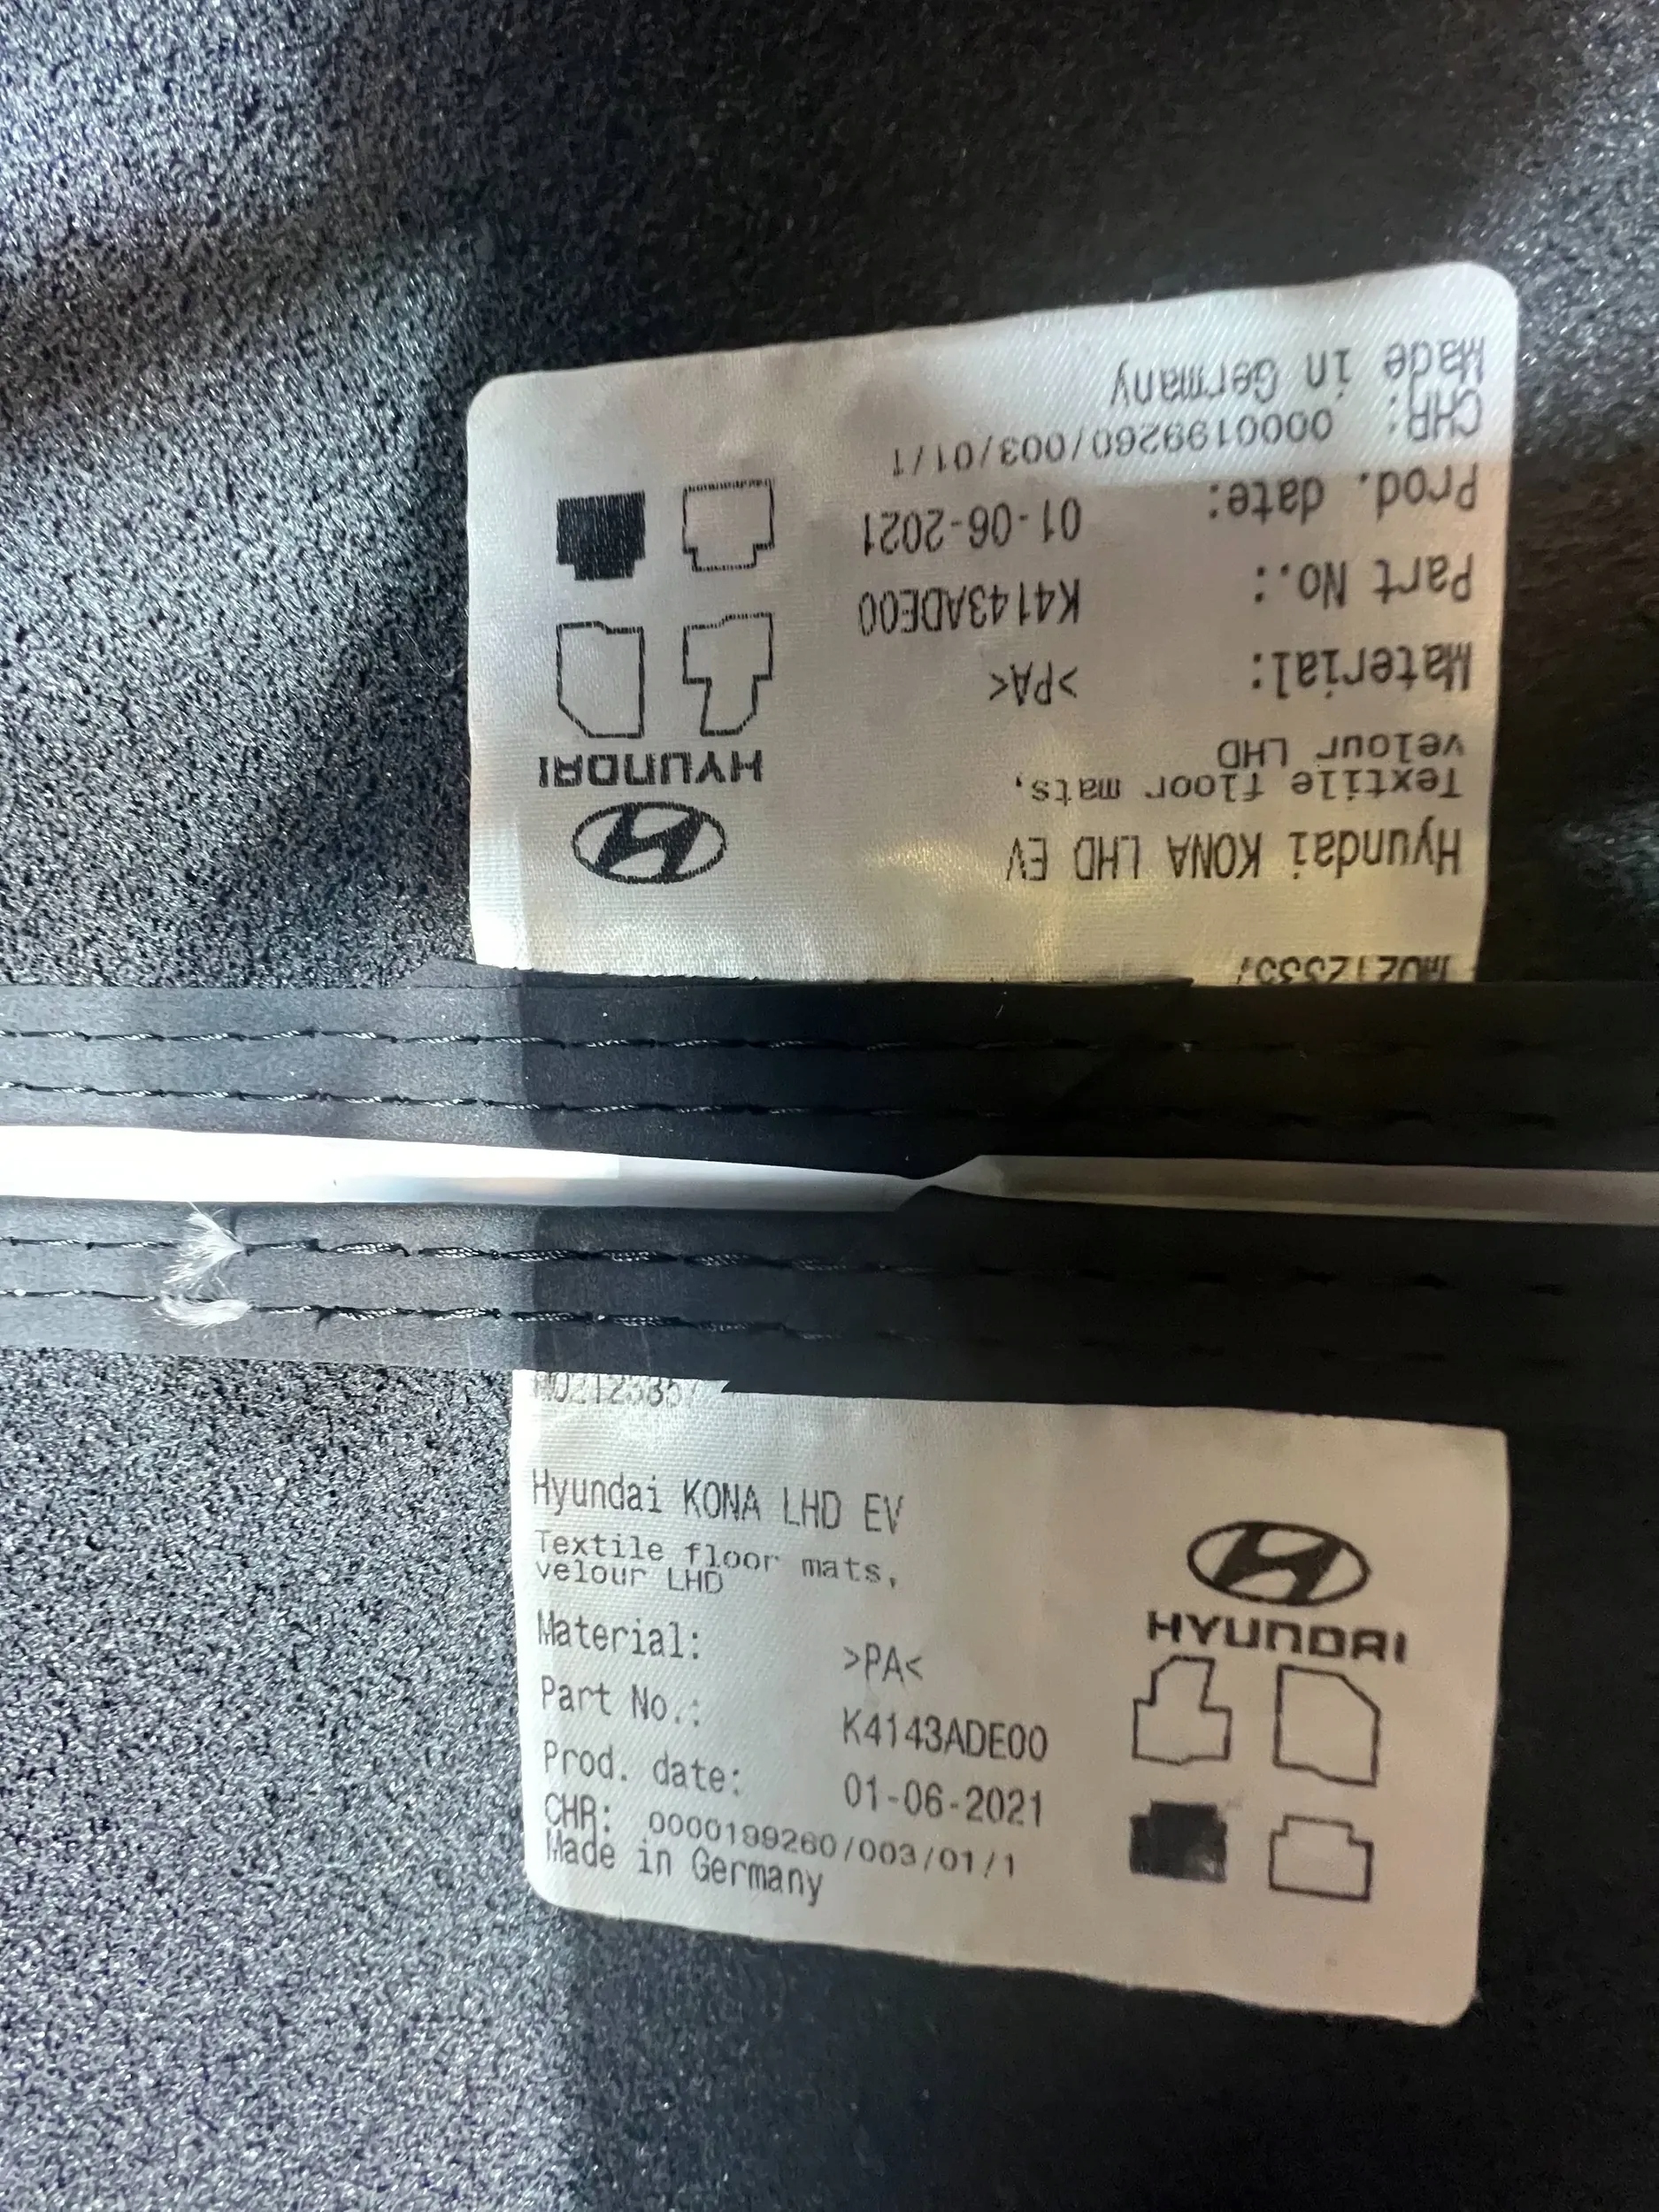 Hyundai KONA LHD EV
Textile floor mats,
velour LHD
Material: >PA<
Part No.: K4143ADE00
Prod. date: 01-06-2021
CHR: 0000199260/003/01/1
Made in Germany
HYUNDAI
Hyundai KONA LHD EV
Textile floor mats,
velour LHD
Material: >PA<
Part No.: K4143ADE00
Prod. date: 01-06-2021
CHR: 0000199260/003/01/1
Made in Germany
HYUNDAI